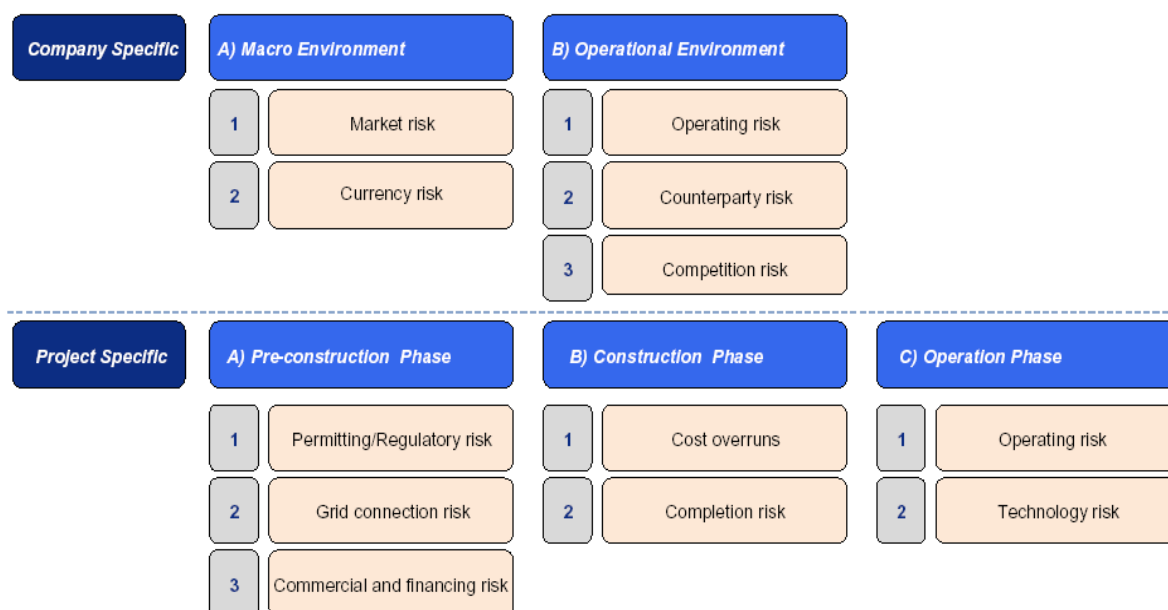 Company Specific
A) Macro Environment
B) Operational Environment
1
Market risk
1
Operating risk
2
Currency risk
2
Counterparty risk
3
Competition risk
Project Specific
A) Pre-construction Phase
B) Construction Phase
C) Operation Phase
1
Permitting/Regulatory risk
1
Cost overruns
1
Operating risk
2
Grid connection risk
2
Completion risk
2
Technology risk
3
Commercial and financing risk